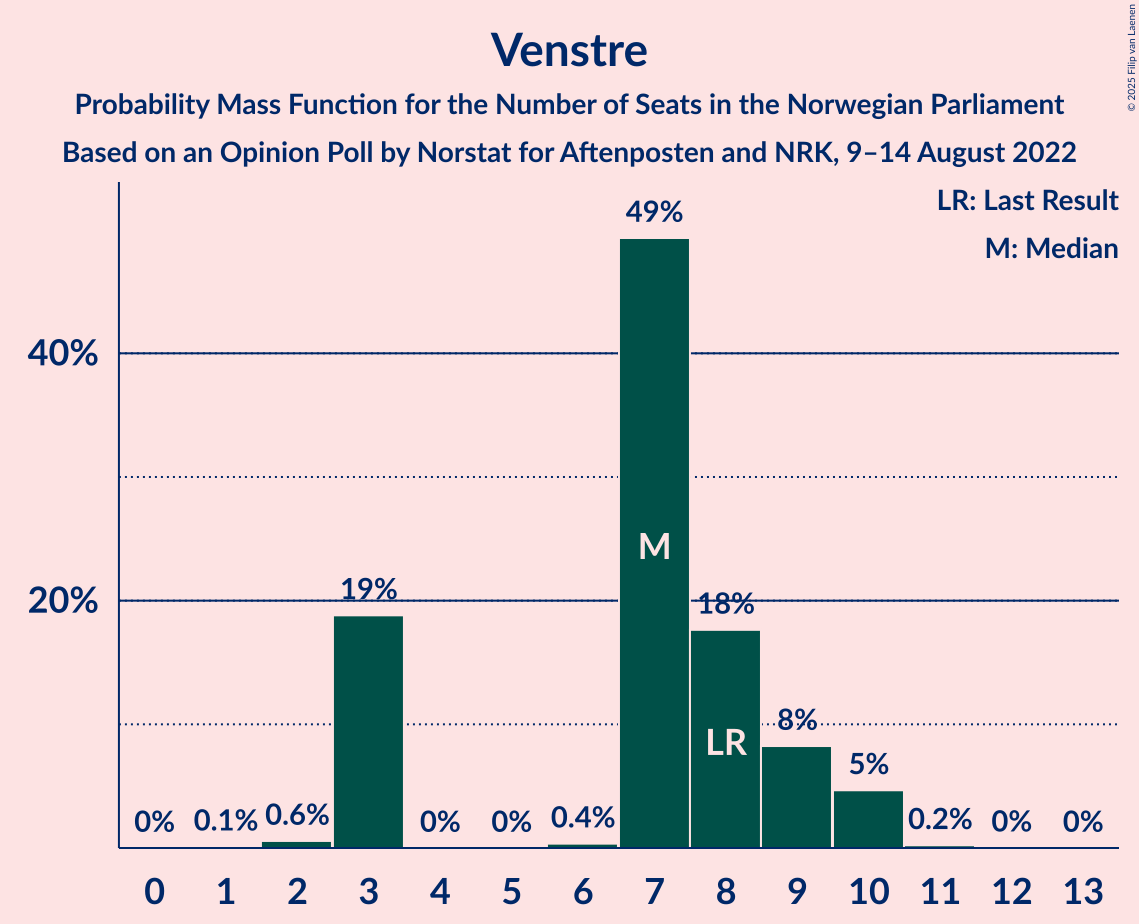 Venstre
Probability Mass Function for the Number of Seats in the Norwegian Parliament
Based on an Opinion Poll by Norstat for Aftenposten and NRK, 9–14 August 2022
© 2025 Filip van Laenen
LR: Last Result
M: Median
40%
20%
0%
0.1%
0.6%
19%
0%
0%
0.4%
49%
M
18%
LR
8%
5%
0.2%
0%
0%
0 1 2 3 4 5 6 7 8 9 10 11 12 13